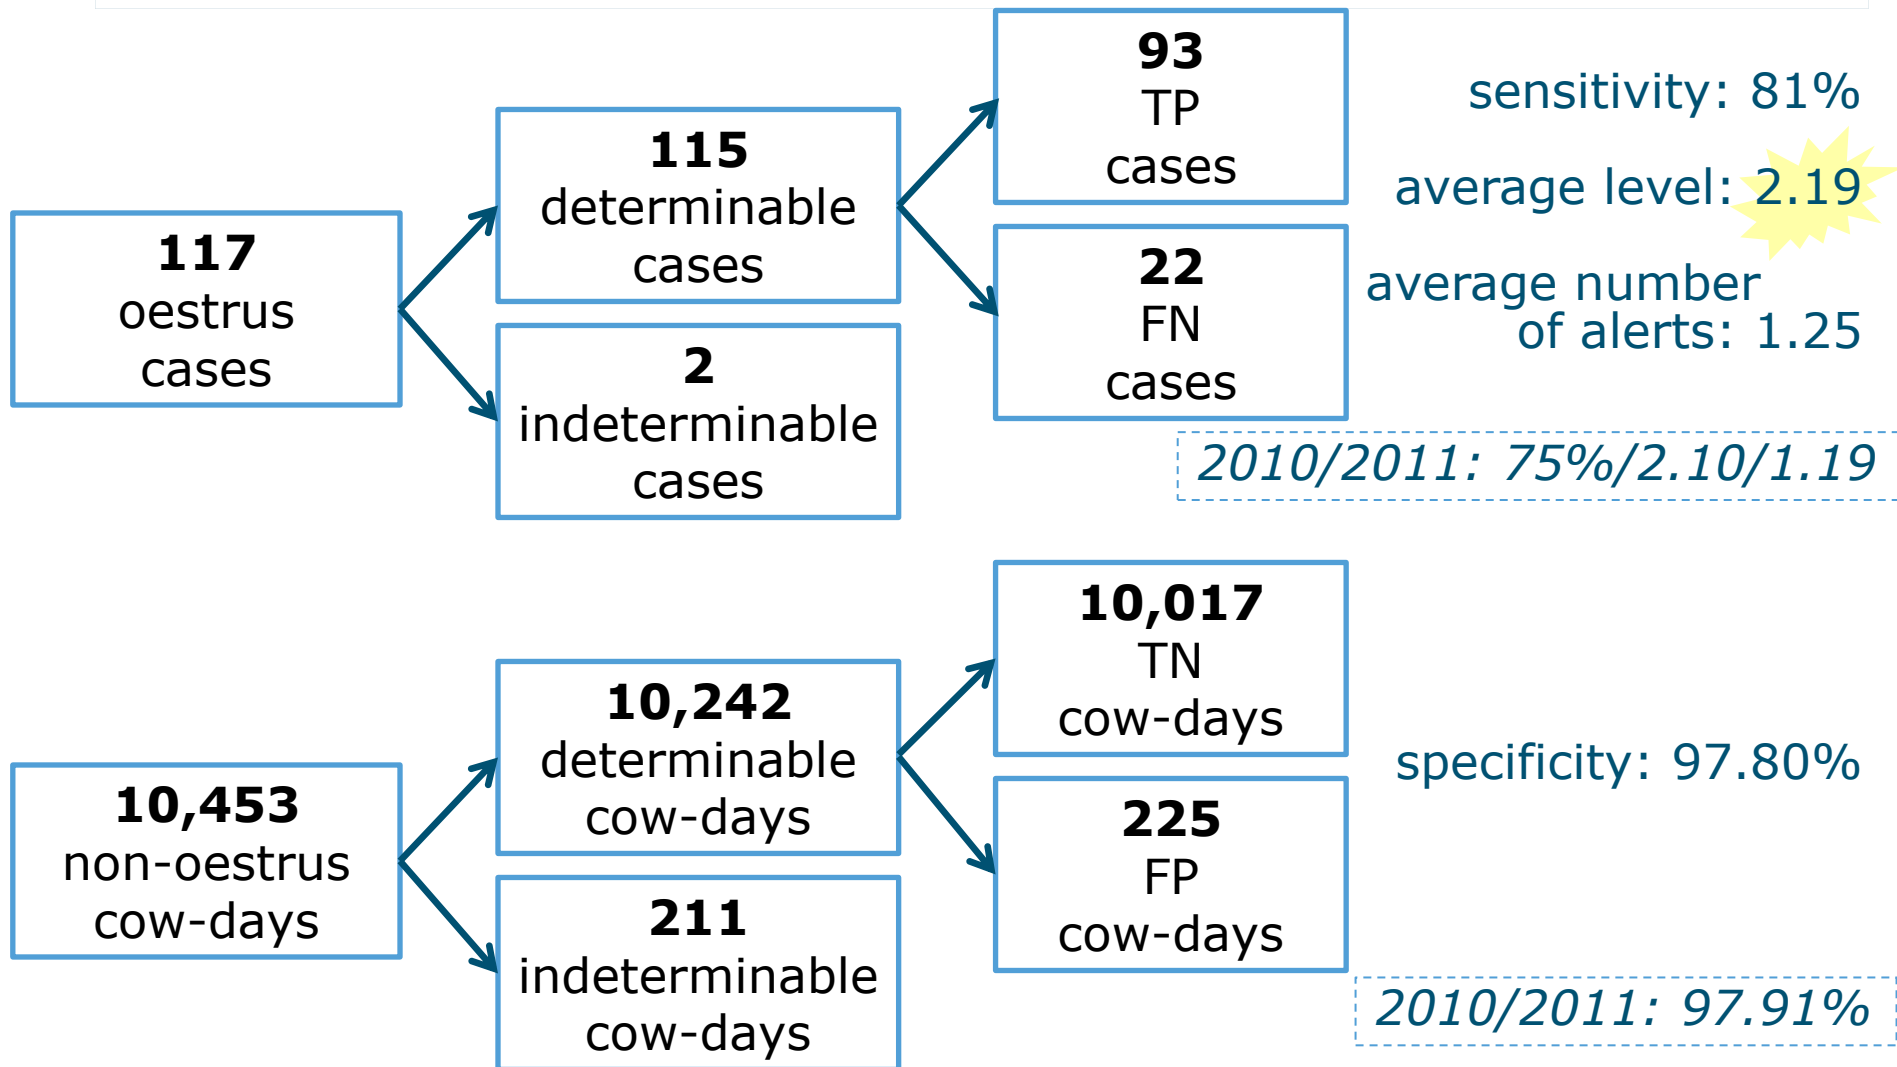 117
oestrus
cases
115
determinable
cases
2
indeterminable
cases
93
TP
cases
22
FN
cases
sensitivity: 81%
average level: 2.19
average number
of alerts: 1.25
2010/2011: 75%/2.10/1.19
10,453
non-oestrus
cow-days
10,242
determinable
cow-days
211
indeterminable
cow-days
10,017
TN
cow-days
225
FP
cow-days
specificity: 97.80%
2010/2011: 97.91%